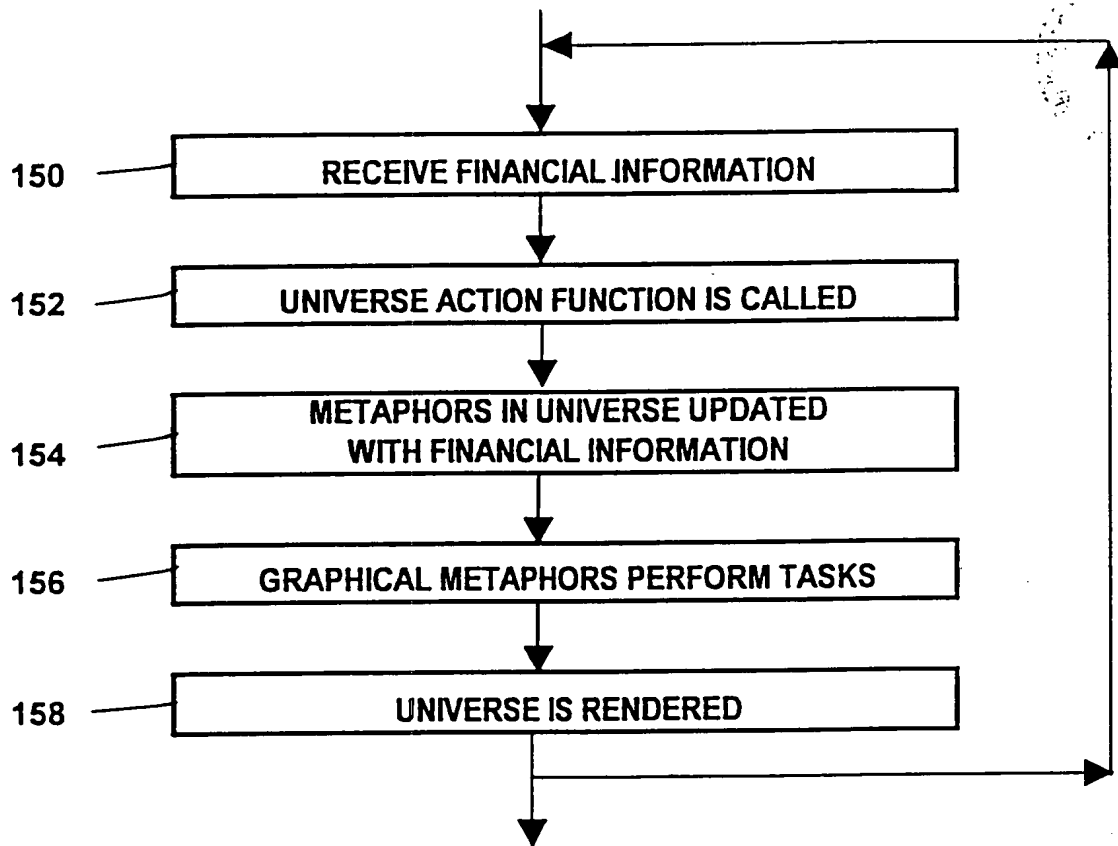 150 RECEIVE FINANCIAL INFORMATION
152 UNIVERSE ACTION FUNCTION IS CALLED
METAPHORS IN UNIVERSE UPDATED
154 WITH FINANCIAL INFORMATION
156 GRAPHICAL METAPHORS PERFORM TASKS
158 UNIVERSE IS RENDERED